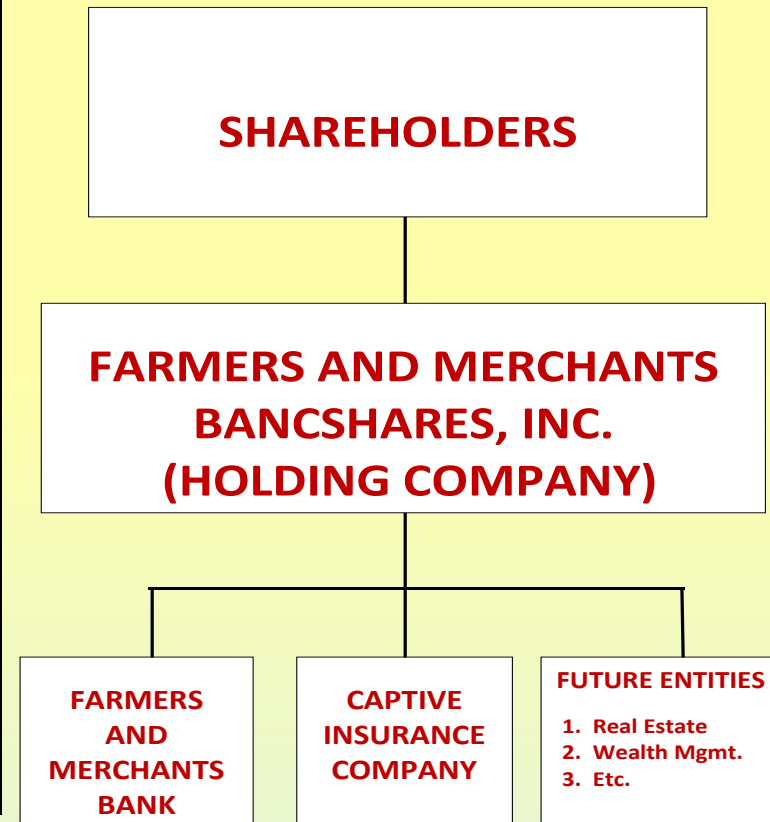 SHAREHOLDERS
FARMERS AND MERCHANTS
BANCSHARES, INC.
(HOLDING COMPANY)
FARMERS
AND
MERCHANTS
BANK
CAPTIVE
INSURANCE
COMPANY
FUTURE ENTITIES
1. Real Estate
2. Wealth Mgmt.
3. Etc.